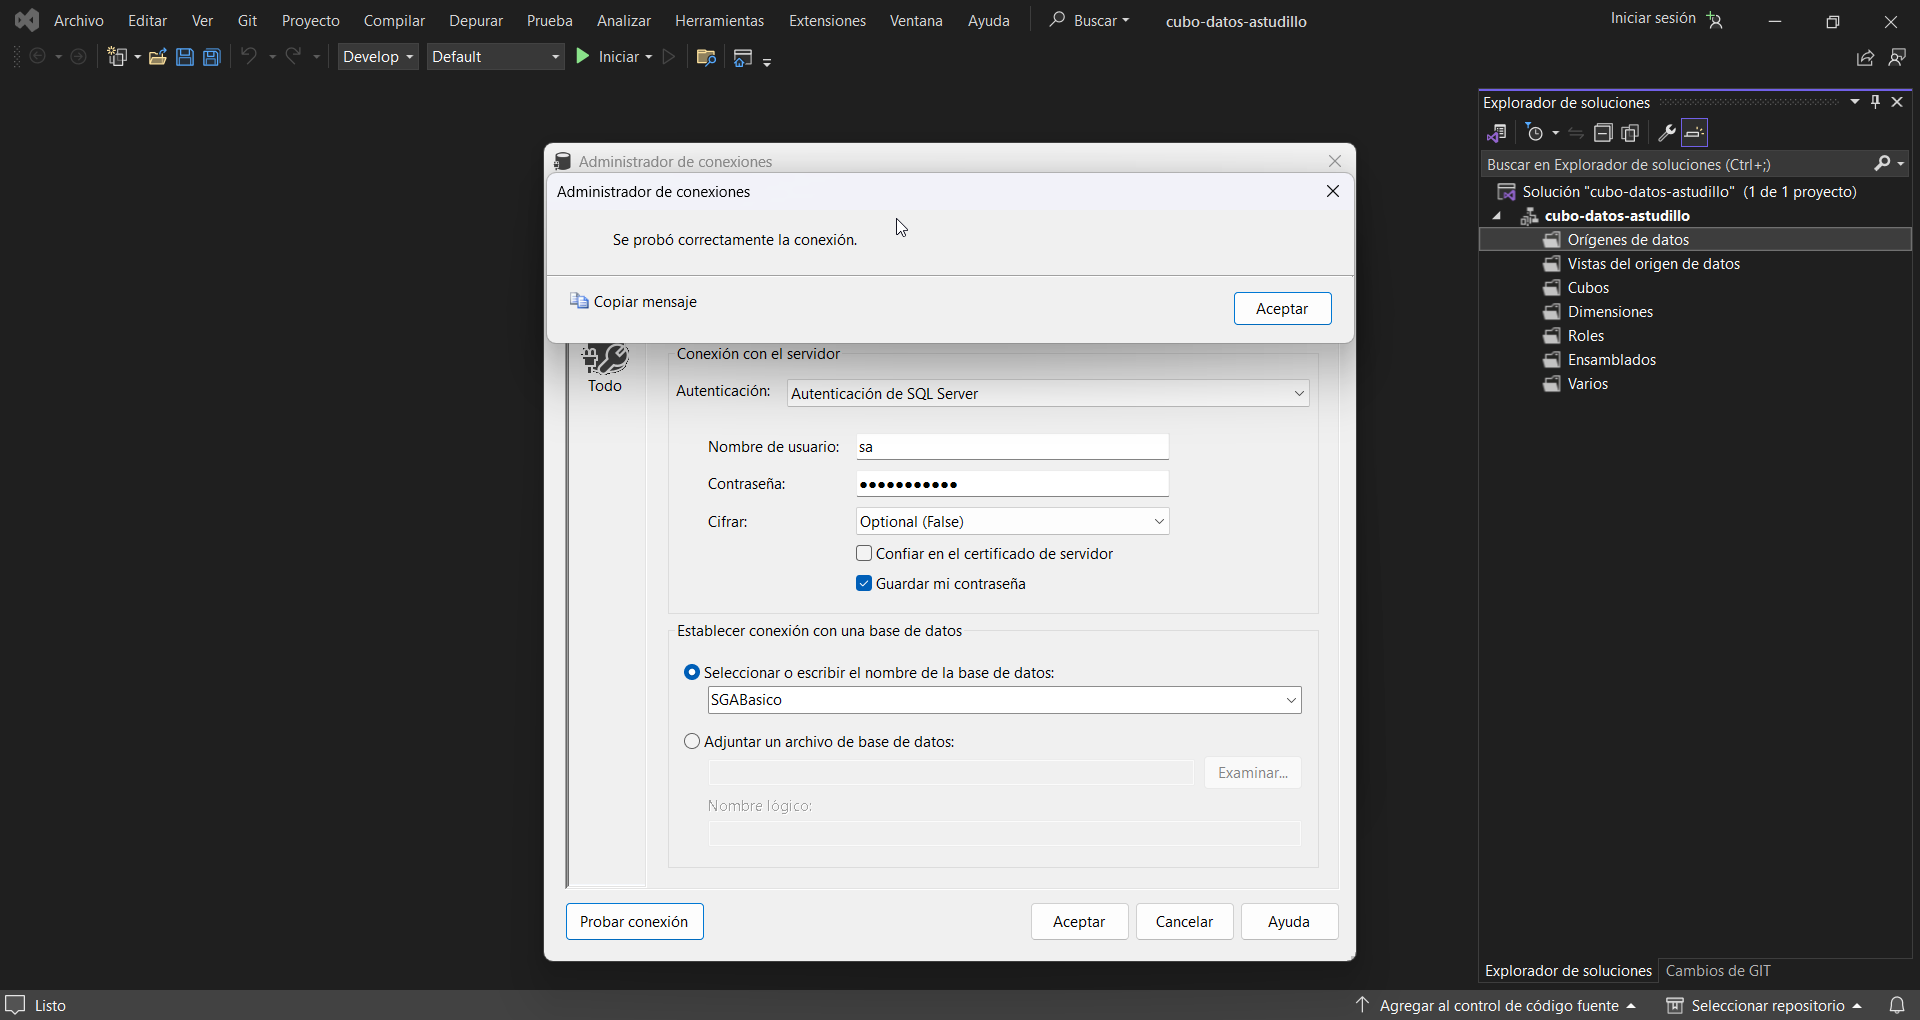 Archivo Editar Ver Git Proyecto Compilar Depurar Prueba Analizar Herramientas Extensiones Ventana Ayuda Buscar cubo-datos-astudillo Iniciar sesión
Develop Default Iniciar
Explorador de soluciones
Buscar en Explorador de soluciones (Ctrl+;)
Solución "cubo-datos-astudillo" (1 de 1 proyecto)
cubo-datos-astudillo
Orígenes de datos
Vistas del origen de datos
Cubos
Dimensiones
Roles
Ensamblados
Varios
Administrador de conexiones
Administrador de conexiones
Se probó correctamente la conexión.
Copiar mensaje
Aceptar
Todo
Conexión con el servidor
Autenticación: Autenticación de SQL Server
Nombre de usuario: sa
Contraseña: ●●●●●●●●●●●
Cifrar: Optional (False)
Confiar en el certificado de servidor
Guardar mi contraseña
Establecer conexión con una base de datos
Seleccionar o escribir el nombre de la base de datos:
SGABasico
Adjuntar un archivo de base de datos:
Examinar...
Nombre lógico:
Probar conexión Aceptar Cancelar Ayuda
Explorador de soluciones Cambios de GIT
Listo Agregar al control de código fuente Seleccionar repositorio